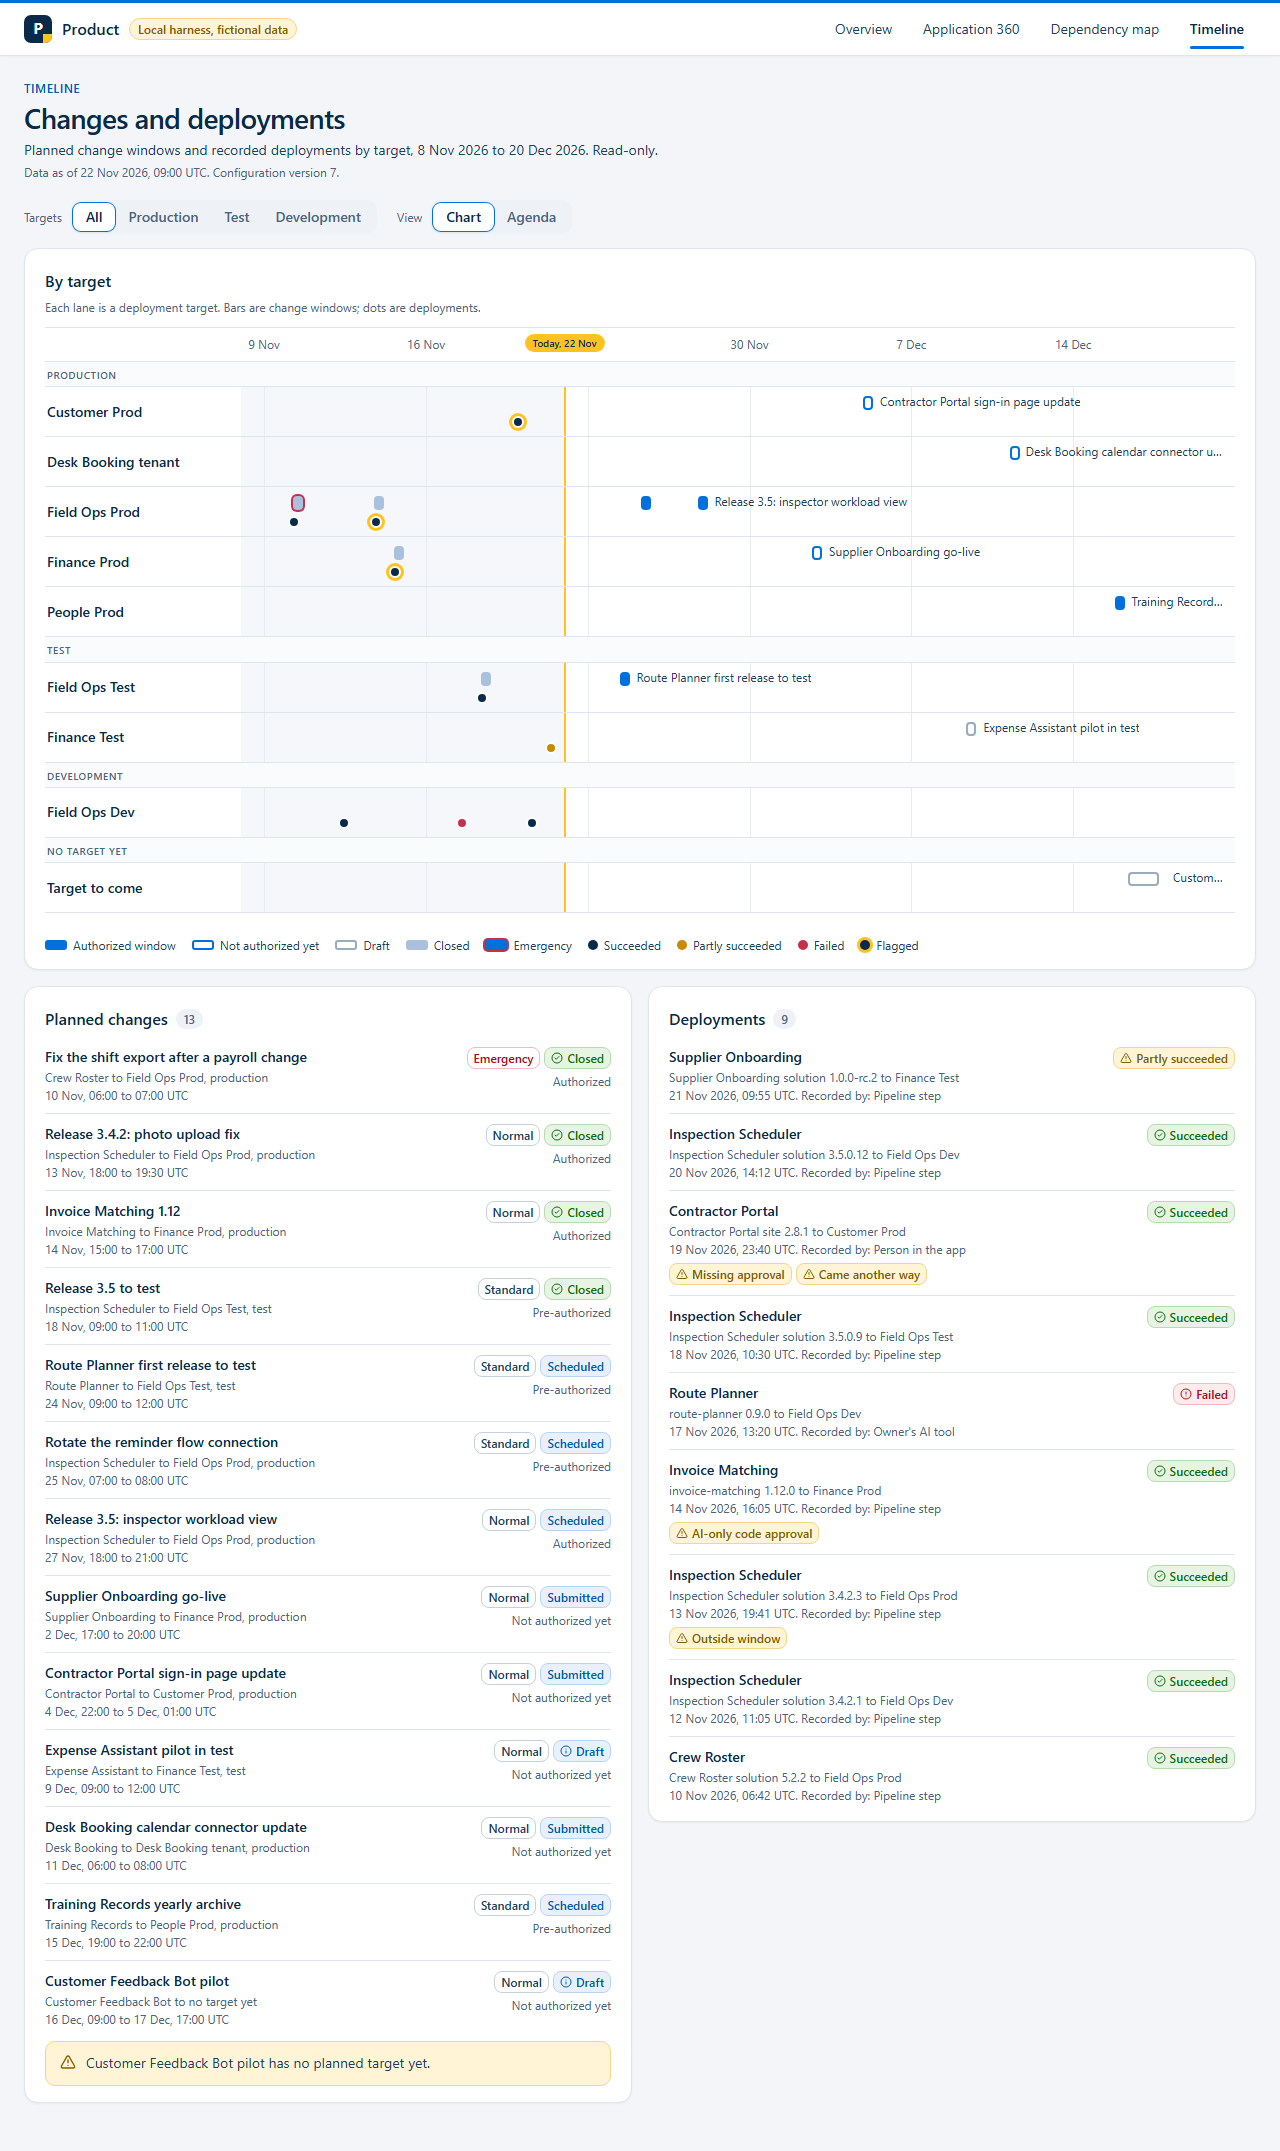 P Product Local harness, fictional data Overview Application 360 Dependency map Timeline
TIMELINE
Changes and deployments
Planned change windows and recorded deployments by target, 8 Nov 2026 to 20 Dec 2026. Read-only.
Data as of 22 Nov 2026, 09:00 UTC. Configuration version 7.
Targets All Production Test Development View Chart Agenda
By target
Each lane is a deployment target. Bars are change windows; dots are deployments.
9 Nov 16 Nov Today, 22 Nov 30 Nov 7 Dec 14 Dec
PRODUCTION
Customer Prod Contractor Portal sign-in page update
Desk Booking tenant Desk Booking calendar connector u...
Field Ops Prod Release 3.5: inspector workload view
Finance Prod Supplier Onboarding go-live
People Prod Training Record...
TEST
Field Ops Test Route Planner first release to test
Finance Test Expense Assistant pilot in test
DEVELOPMENT
Field Ops Dev
NO TARGET YET
Target to come Custom...
Authorized window Not authorized yet Draft Closed Emergency Succeeded Partly succeeded Failed Flagged
Planned changes 13
Fix the shift export after a payroll change Emergency Closed
Crew Roster to Field Ops Prod, production Authorized
10 Nov, 06:00 to 07:00 UTC
Release 3.4.2: photo upload fix Normal Closed
Inspection Scheduler to Field Ops Prod, production Authorized
13 Nov, 18:00 to 19:30 UTC
Invoice Matching 1.12 Normal Closed
Invoice Matching to Finance Prod, production Authorized
14 Nov, 15:00 to 17:00 UTC
Release 3.5 to test Standard Closed
Inspection Scheduler to Field Ops Test, test Pre-authorized
18 Nov, 09:00 to 11:00 UTC
Route Planner first release to test Standard Scheduled
Route Planner to Field Ops Test, test Pre-authorized
24 Nov, 09:00 to 12:00 UTC
Rotate the reminder flow connection Standard Scheduled
Inspection Scheduler to Field Ops Prod, production Pre-authorized
25 Nov, 07:00 to 08:00 UTC
Release 3.5: inspector workload view Normal Scheduled
Inspection Scheduler to Field Ops Prod, production Authorized
27 Nov, 18:00 to 21:00 UTC
Supplier Onboarding go-live Normal Submitted
Supplier Onboarding to Finance Prod, production Not authorized yet
2 Dec, 17:00 to 20:00 UTC
Contractor Portal sign-in page update Normal Submitted
Contractor Portal to Customer Prod, production Not authorized yet
4 Dec, 22:00 to 5 Dec, 01:00 UTC
Expense Assistant pilot in test Normal Draft
Expense Assistant to Finance Test, test Not authorized yet
9 Dec, 09:00 to 12:00 UTC
Desk Booking calendar connector update Normal Submitted
Desk Booking to Desk Booking tenant, production Not authorized yet
11 Dec, 06:00 to 08:00 UTC
Training Records yearly archive Standard Scheduled
Training Records to People Prod, production Pre-authorized
15 Dec, 19:00 to 22:00 UTC
Customer Feedback Bot pilot Normal Draft
Customer Feedback Bot to no target yet Not authorized yet
16 Dec, 09:00 to 17 Dec, 17:00 UTC
Customer Feedback Bot pilot has no planned target yet.
Deployments 9
Supplier Onboarding Partly succeeded
Supplier Onboarding solution 1.0.0-rc.2 to Finance Test
21 Nov 2026, 09:55 UTC. Recorded by: Pipeline step
Inspection Scheduler Succeeded
Inspection Scheduler solution 3.5.0.12 to Field Ops Dev
20 Nov 2026, 14:12 UTC. Recorded by: Pipeline step
Contractor Portal Succeeded
Contractor Portal site 2.8.1 to Customer Prod
19 Nov 2026, 23:40 UTC. Recorded by: Person in the app
Missing approval Came another way
Inspection Scheduler Succeeded
Inspection Scheduler solution 3.5.0.9 to Field Ops Test
18 Nov 2026, 10:30 UTC. Recorded by: Pipeline step
Route Planner Failed
route-planner 0.9.0 to Field Ops Dev
17 Nov 2026, 13:20 UTC. Recorded by: Owner's AI tool
Invoice Matching Succeeded
invoice-matching 1.12.0 to Finance Prod
14 Nov 2026, 16:05 UTC. Recorded by: Pipeline step
AI-only code approval
Inspection Scheduler Succeeded
Inspection Scheduler solution 3.4.2.3 to Field Ops Prod
13 Nov 2026, 19:41 UTC. Recorded by: Pipeline step
Outside window
Inspection Scheduler Succeeded
Inspection Scheduler solution 3.4.2.1 to Field Ops Dev
12 Nov 2026, 11:05 UTC. Recorded by: Pipeline step
Crew Roster Succeeded
Crew Roster solution 5.2.2 to Field Ops Prod
10 Nov 2026, 06:42 UTC. Recorded by: Pipeline step